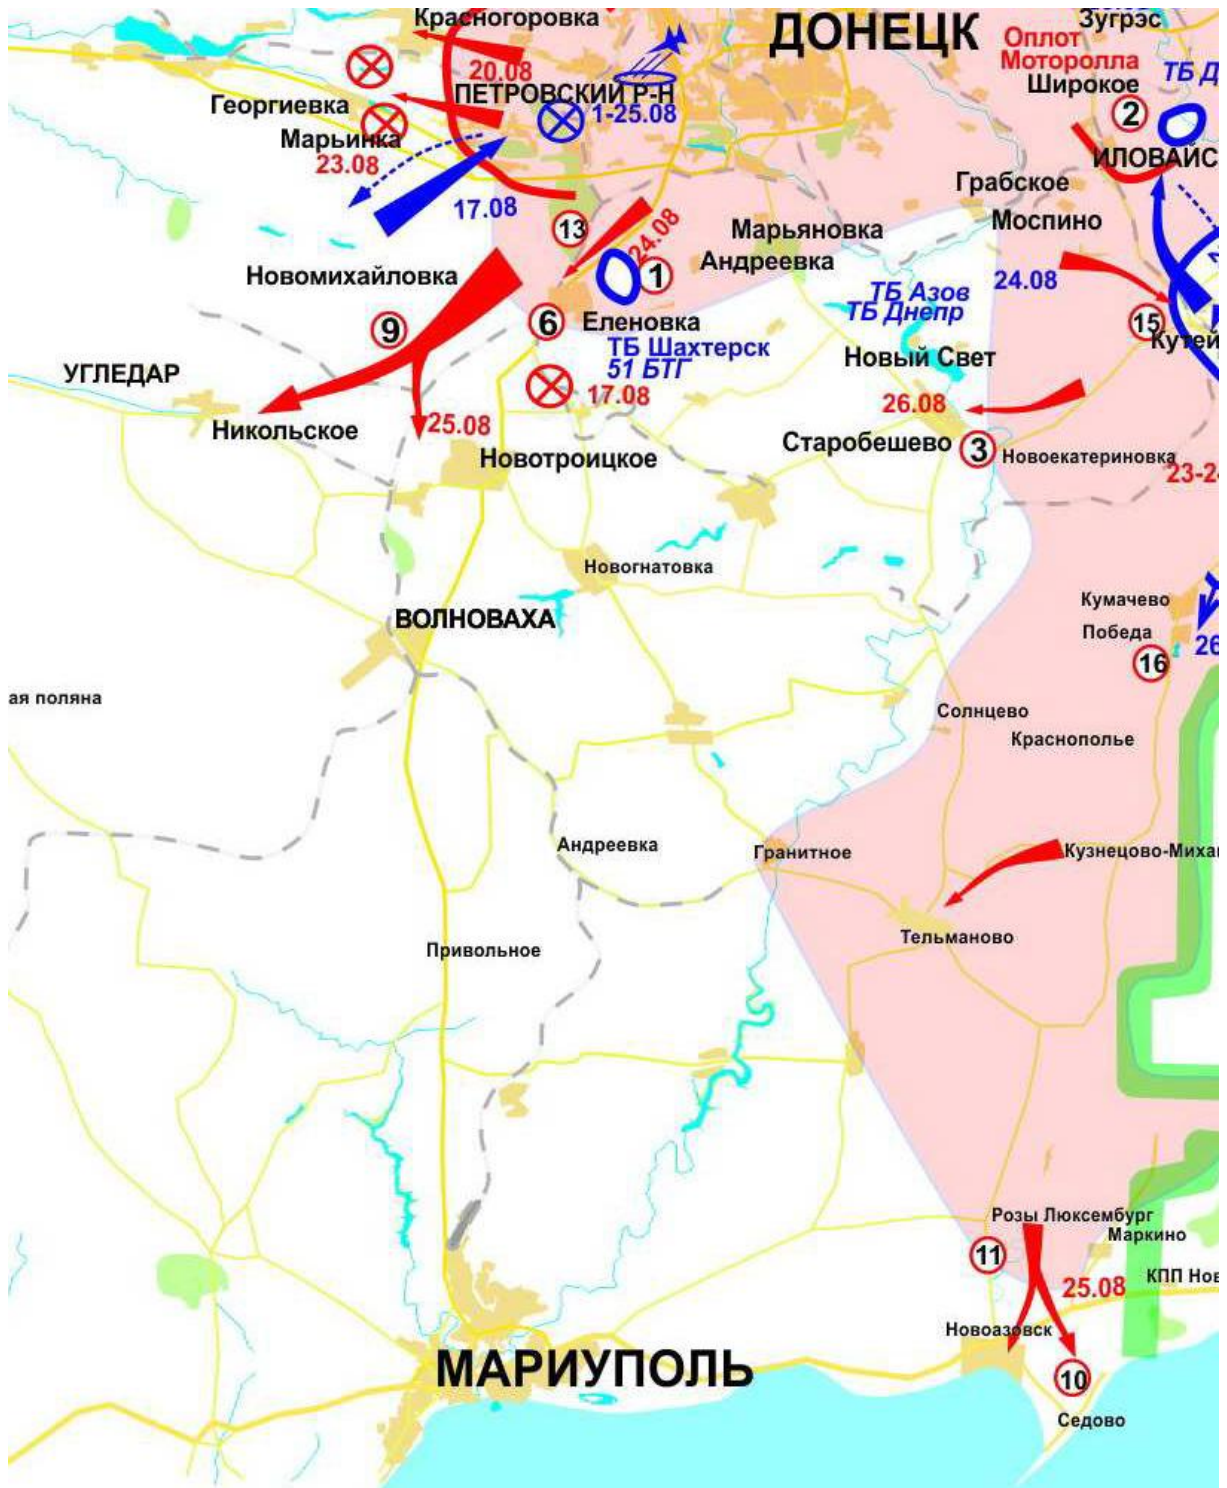 Красногоровка
ДОНЕЦК
Зугрэс
Оплот
Моторолла
Широкое
ТБ Д
2
20.08
ПЕТРОВСКИЙ Р-Н
1-25.08
Георгиевка
Марьинка
23.08
17.08
ИЛОВАЙС
Грабское
Моспино
13
24.08
1
Марьяновка
Андреевка
Новомихайловка
24.08
ТБ Азов
ТБ Днепр
9
6
Еленовка
15
Кутей
ТБ Шахтерск
51 БТГ
17.08
Новый Свет
УГЛЕДАР
26.08
Никольское
25.08
Старобешево
3
Новоекатериновка
Новотроицкое
23-24
Новогнатовка
Кумачево
ВОЛНОВАХА
Победа
26
16
ая поляна
Солнцево
Краснополье
Андреевка
Гранитное
Кузнецово-Михай
Тельманово
Привольное
Розы Люксембург
Маркино
11
25.08
КПП Нов
Новоазовск
МАРИУПОЛЬ
10
Седово